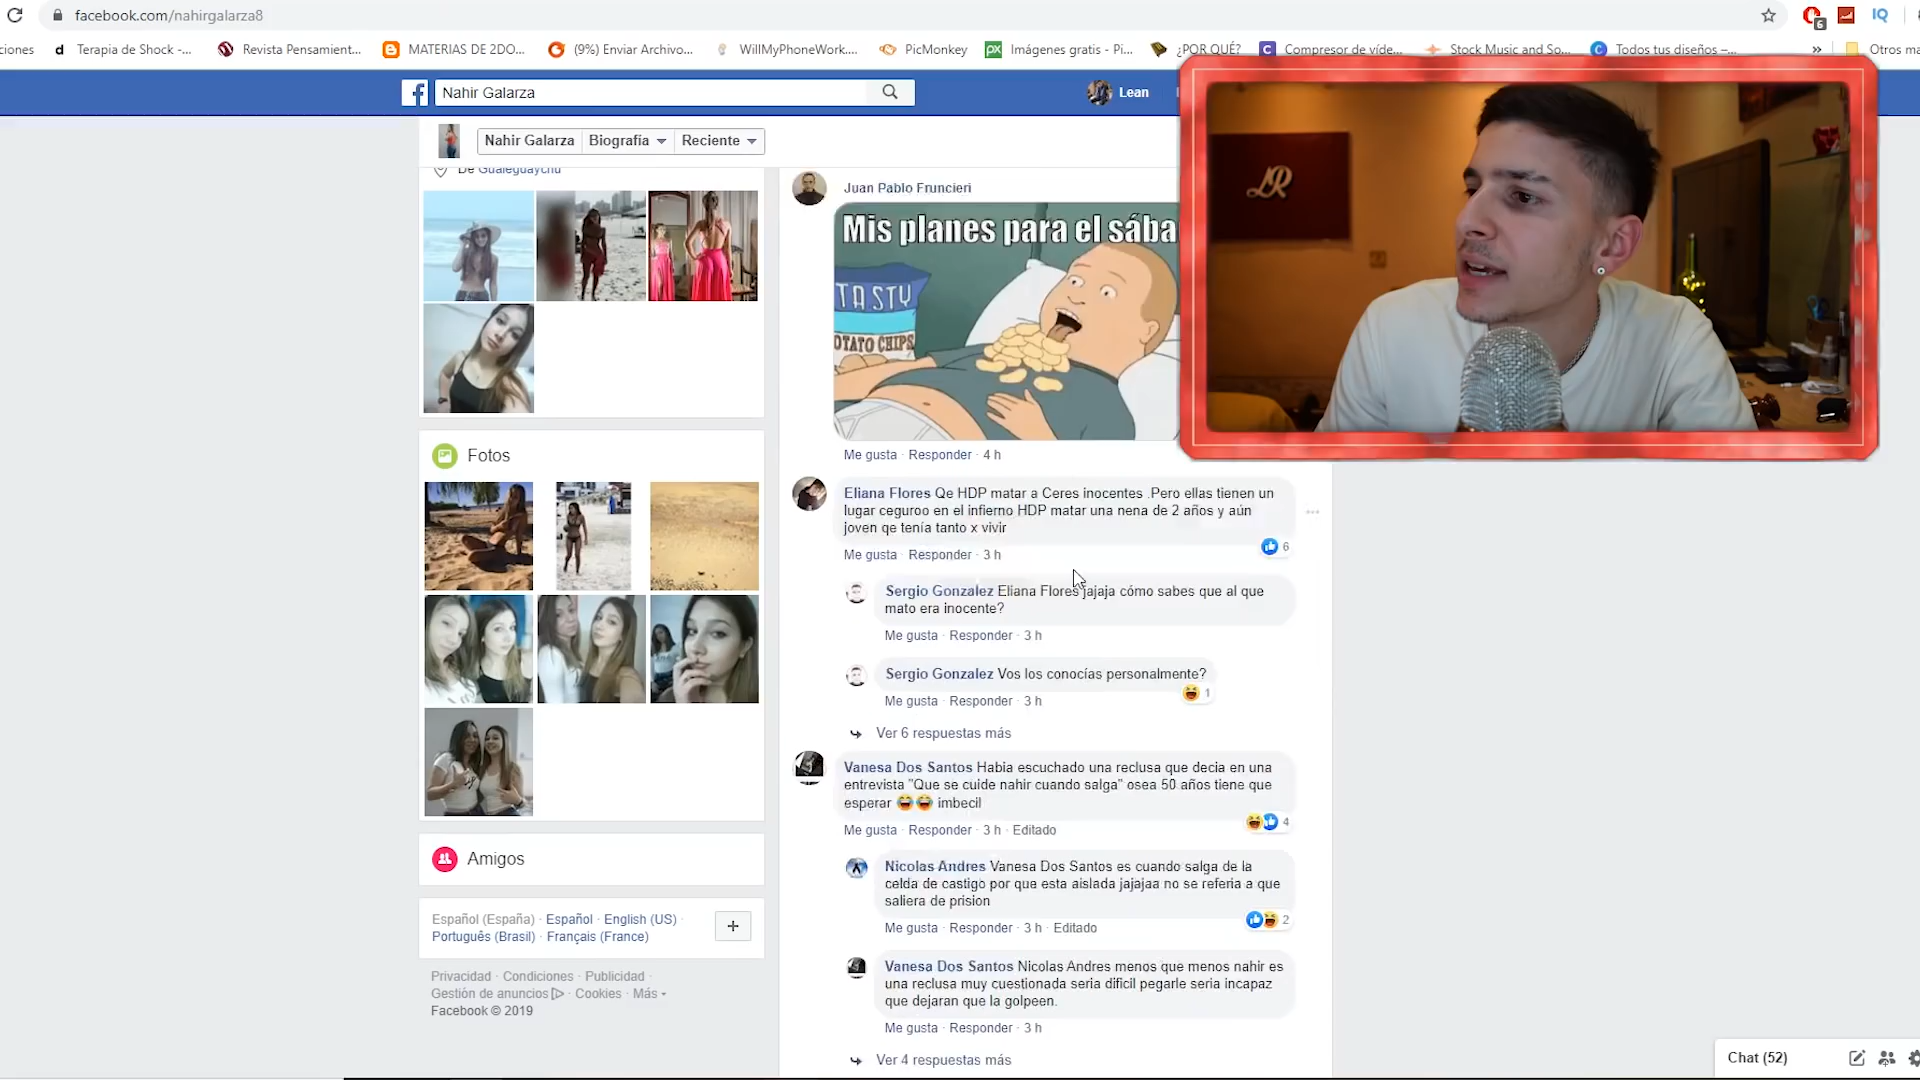 facebook.com/nahirgalarza8
6
IQ
ciones
d Terapia de Shock -...
Revista Pensamient...
MATERIAS DE 2DO...
(9%) Enviar Archivo...
WillMyPhoneWork....
PicMonkey
px Imágenes gratis - Pi...
¿POR QUÉ?
C Compresor de víde...
Stock Music and So...
C Todos tus diseños –...
»
Otros ma
f
Nahir Galarza
Lean
Nahir Galarza
Biografía
Reciente
De Gualeguaychú
Juan Pablo Fruncieri
Mis planes para el sába
TASTY
OTATO CHIPS
LR
Me gusta · Responder · 4 h
Fotos
Eliana Flores Qe HDP matar a Ceres inocentes .Pero ellas tienen un
lugar ceguroo en el infierno HDP matar una nena de 2 años y aún
joven qe tenía tanto x vivir
6
Me gusta · Responder · 3 h
Sergio Gonzalez Eliana Flores jajaja cómo sabes que al que
mato era inocente?
Me gusta · Responder · 3 h
Sergio Gonzalez Vos los conocías personalmente?
1
Me gusta · Responder · 3 h
Ver 6 respuestas más
Vanesa Dos Santos Habia escuchado una reclusa que decia en una
entrevista "Que se cuide nahir cuando salga" osea 50 años tiene que
esperar 😂😂 imbecil
4
Me gusta · Responder · 3 h · Editado
Nicolas Andres Vanesa Dos Santos es cuando salga de la
celda de castigo por que esta aislada jajajaa no se referia a que
saliera de prision
2
Me gusta · Responder · 3 h · Editado
Vanesa Dos Santos Nicolas Andres menos que menos nahir es
una reclusa muy cuestionada seria dificil pegarle seria incapaz
que dejaran que la golpeen.
Me gusta · Responder · 3 h
Ver 4 respuestas más
Amigos
Español (España) · Español · English (US) ·
Português (Brasil) · Français (France)
+
Privacidad · Condiciones · Publicidad ·
Gestión de anuncios · Cookies · Más
Facebook © 2019
Chat (52)